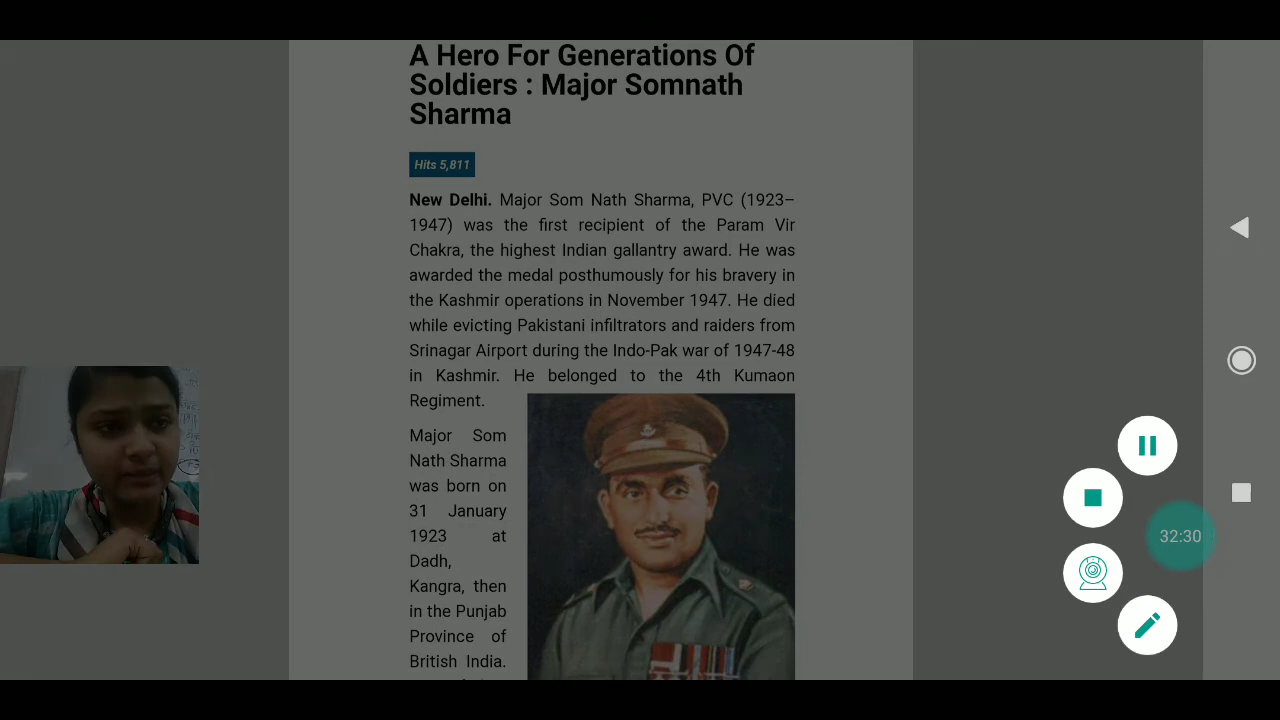 A Hero For Generations Of
Soldiers : Major Somnath
Sharma
Hits 5,811
New Delhi. Major Som Nath Sharma, PVC (1923–
1947) was the first recipient of the Param Vir
Chakra, the highest Indian gallantry award. He was
awarded the medal posthumously for his bravery in
the Kashmir operations in November 1947. He died
while evicting Pakistani infiltrators and raiders from
Srinagar Airport during the Indo-Pak war of 1947-48
in Kashmir. He belonged to the 4th Kumaon
Regiment.
Major Som
Nath Sharma
was born on
31 January
1923 at
Dadh,
Kangra, then
in the Punjab
Province of
British India.
32:30